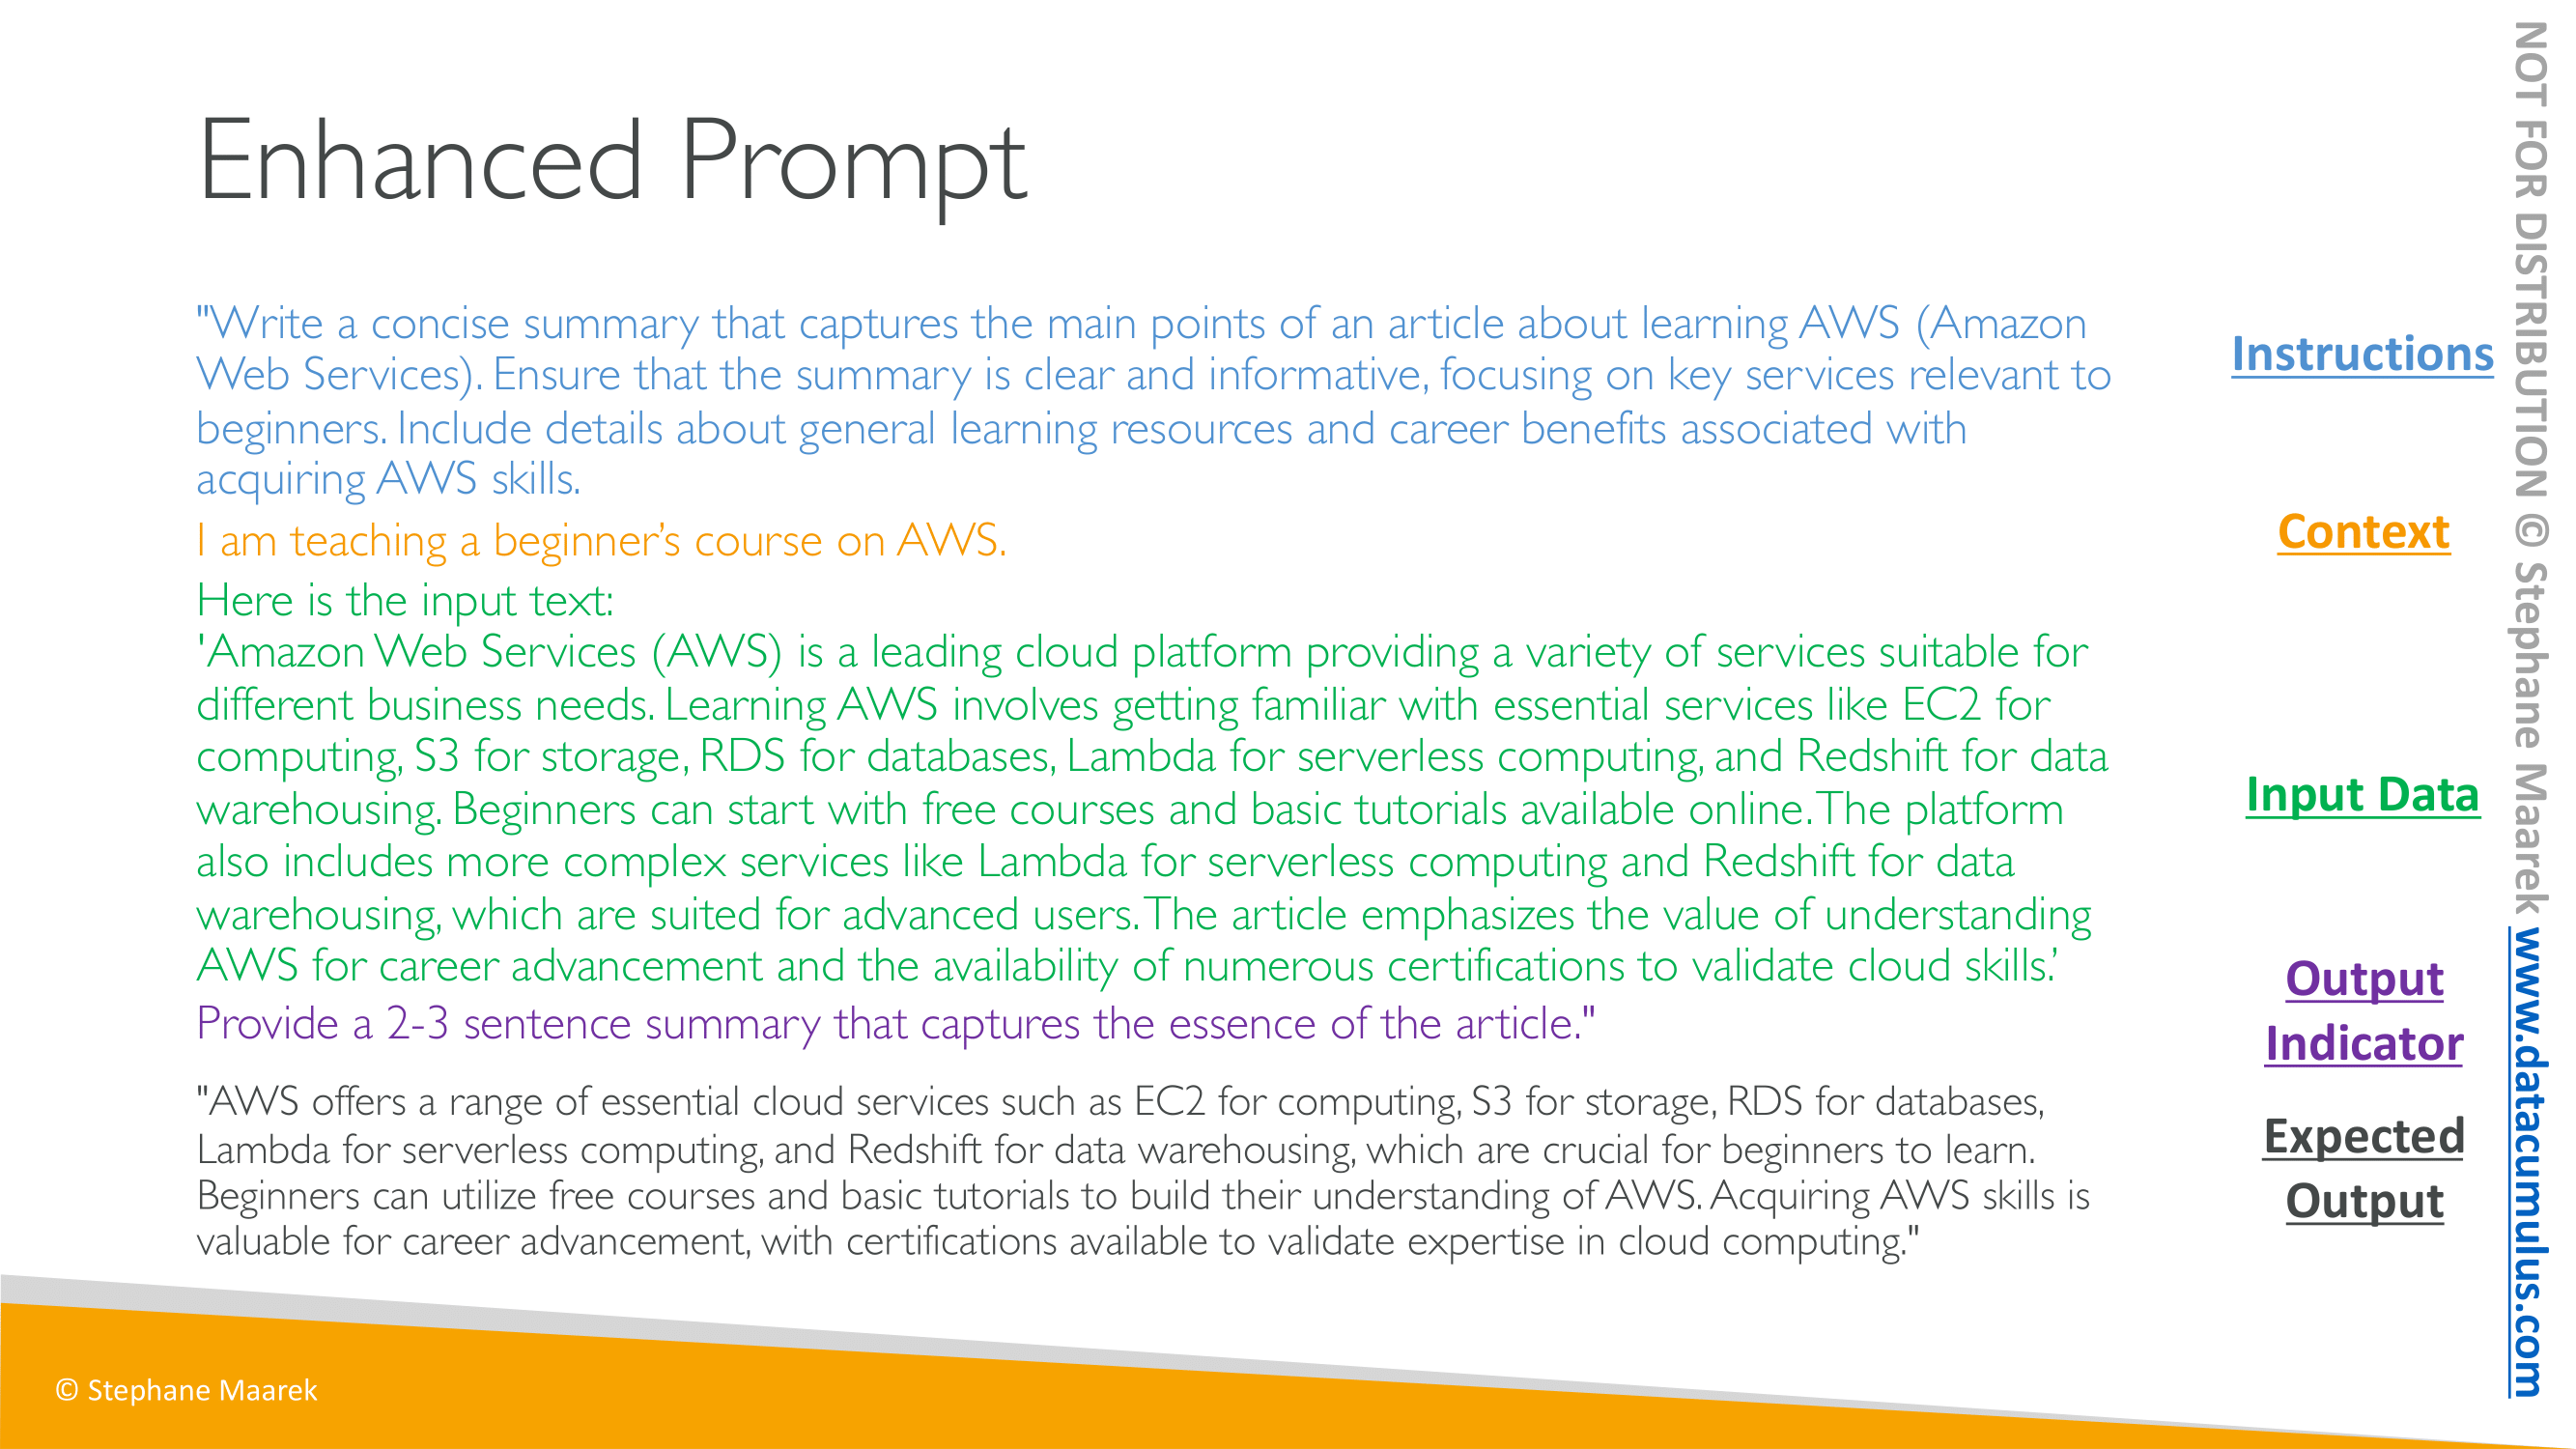 Enhanced Prompt
"Write a concise summary that captures the main points of an article about learning AWS (Amazon
Web Services). Ensure that the summary is clear and informative, focusing on key services relevant to
beginners. Include details about general learning resources and career benefits associated with
acquiring AWS skills.
Instructions
I am teaching a beginner’s course on AWS.
Context
Here is the input text:
'Amazon Web Services (AWS) is a leading cloud platform providing a variety of services suitable for
different business needs. Learning AWS involves getting familiar with essential services like EC2 for
computing, S3 for storage, RDS for databases, Lambda for serverless computing, and Redshift for data
warehousing. Beginners can start with free courses and basic tutorials available online. The platform
also includes more complex services like Lambda for serverless computing and Redshift for data
warehousing, which are suited for advanced users. The article emphasizes the value of understanding
AWS for career advancement and the availability of numerous certifications to validate cloud skills.’
Input Data
Provide a 2-3 sentence summary that captures the essence of the article."
Output
Indicator
"AWS offers a range of essential cloud services such as EC2 for computing, S3 for storage, RDS for databases,
Lambda for serverless computing, and Redshift for data warehousing, which are crucial for beginners to learn.
Beginners can utilize free courses and basic tutorials to build their understanding of AWS. Acquiring AWS skills is
valuable for career advancement, with certifications available to validate expertise in cloud computing."
Expected
Output
© Stephane Maarek
NOT FOR DISTRIBUTION © Stephane Maarek www.datacumulus.com